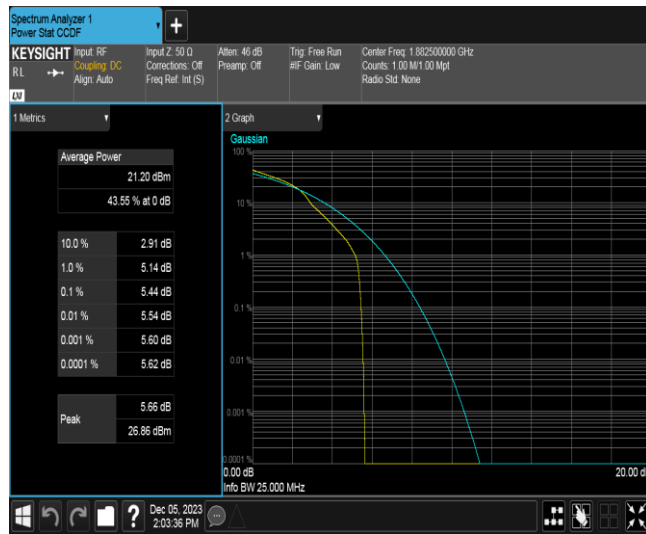 Spectrum Analyzer 1
Power Stat CCDF
+
KEYSIGHT
RL
LXI
Input: RF
Coupling: DC
Align: Auto
Input Z: 50 Ω
Corrections: Off
Freq Ref: Int (S)
Atten: 46 dB
Preamp: Off
Trig: Free Run
#IF Gain: Low
Center Freq: 1.882500000 GHz
Counts: 1.00 M/1.00 Mpt
Radio Std: None
1 Metrics
Average Power
21.20 dBm
43.55 % at 0 dB
10.0 % 2.91 dB
1.0 % 5.14 dB
0.1 % 5.44 dB
0.01 % 5.54 dB
0.001 % 5.60 dB
0.0001 % 5.62 dB
Peak
5.66 dB
26.86 dBm
2 Graph
Gaussian
100 %
10 %
1 %
0.1 %
0.01 %
0.001 %
0.0001 %
0.00 dB
20.00 d
Info BW 25.000 MHz
?
Dec 05, 2023
2:03:36 PM